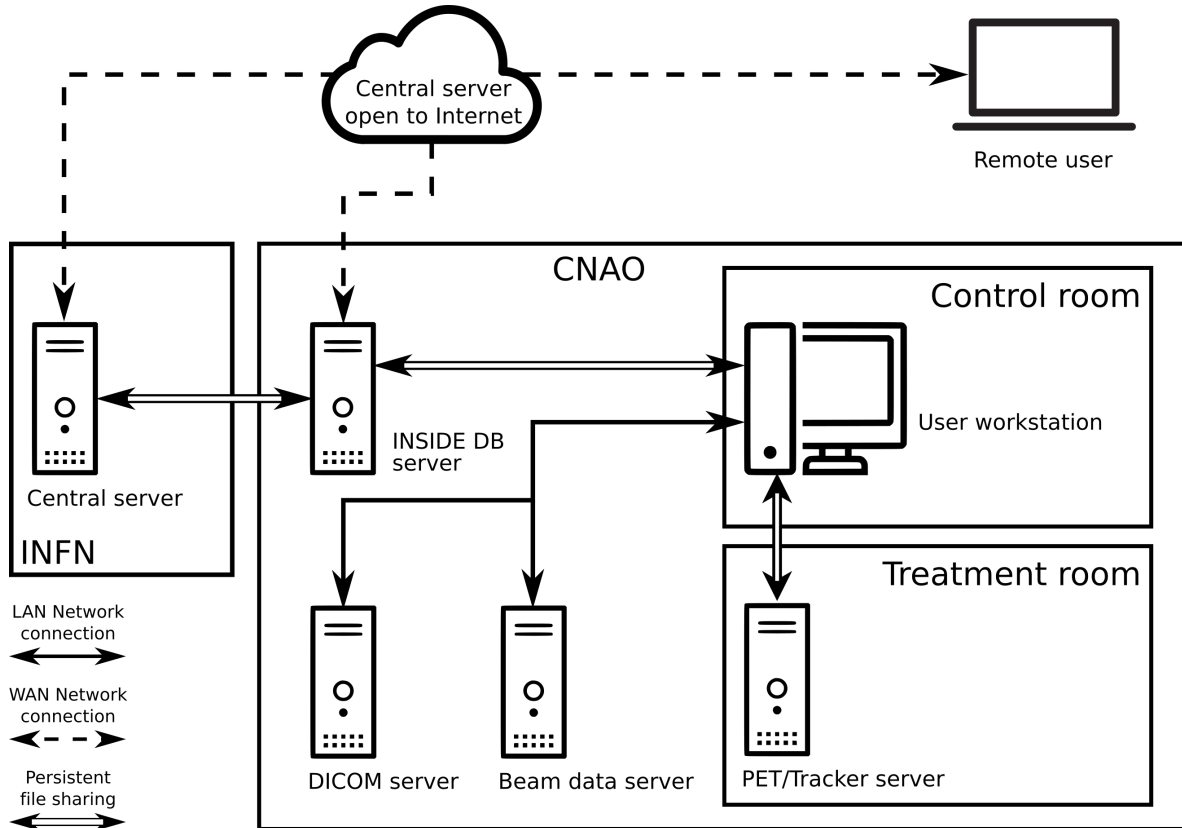 Central server
open to Internet
Remote user
CNAO
Control room
User workstation
INSIDE DB
server
Central server
INFN
Treatment room
LAN Network
connection
WAN Network
connection
Persistent
file sharing
DICOM server
Beam data server
PET/Tracker server